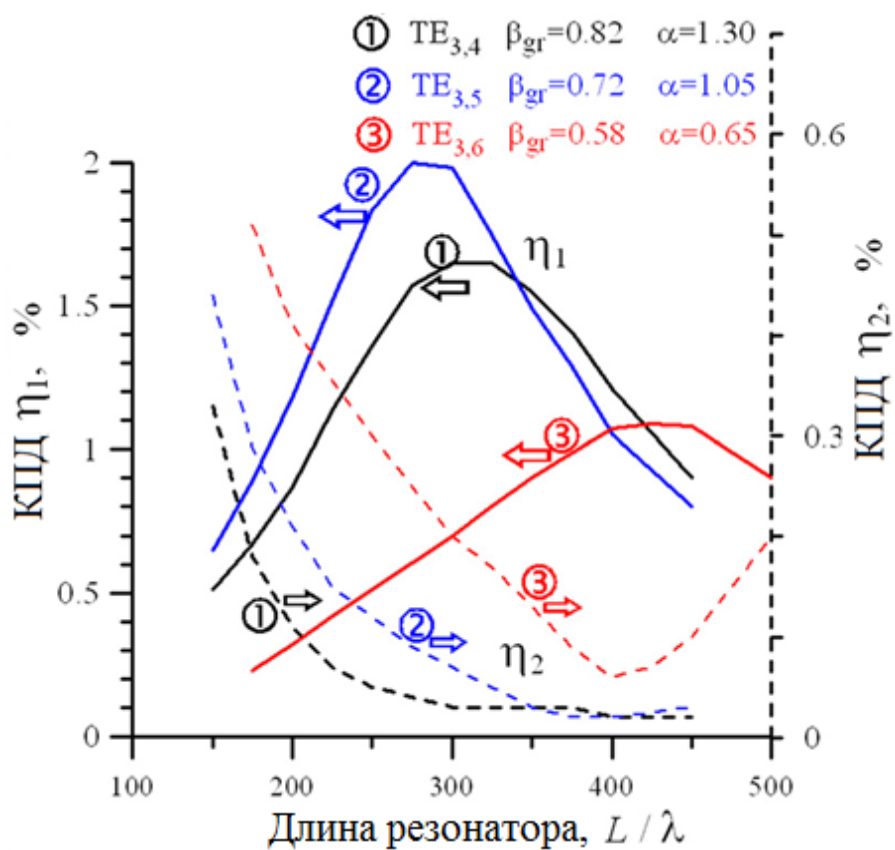 ① TE₃,₄ βgr=0.82 α=1.30
② TE₃,₅ βgr=0.72 α=1.05
③ TE₃,₆ βgr=0.58 α=0.65
КПД η₁, %
2
1.5
1
0.5
0
КПД η₂, %
0.6
0.3
0
②
①
η₁
③
①
②
③
η₂
100 200 300 400 500
Длина резонатора, L / λ